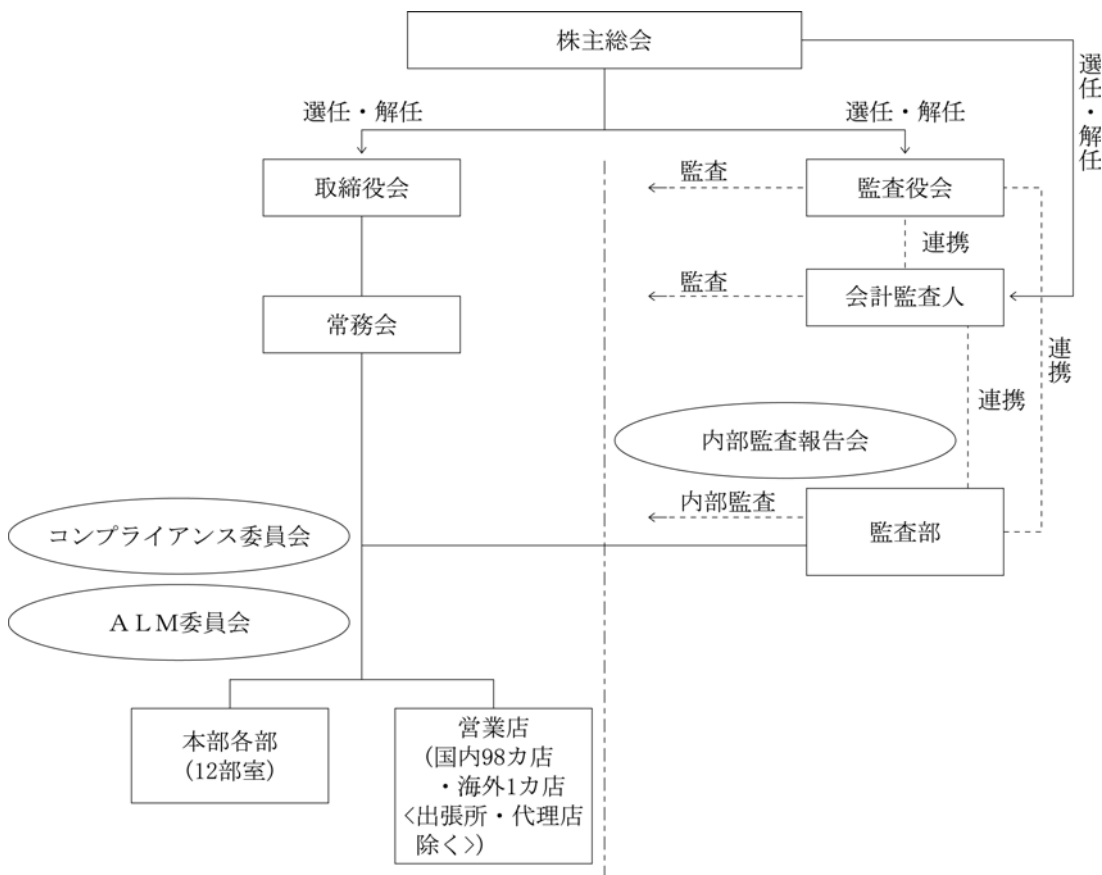 株主総会
選任・解任
選任・解任
選任・解任
取締役会
監査
監査役会
連携
監査
会計監査人
常務会
連携
連携
内部監査報告会
内部監査
監査部
コンプライアンス委員会
ALM委員会
本部各部
(12部室)
営業店
(国内98カ店
・海外1カ店
<出張所・代理店
除く>)